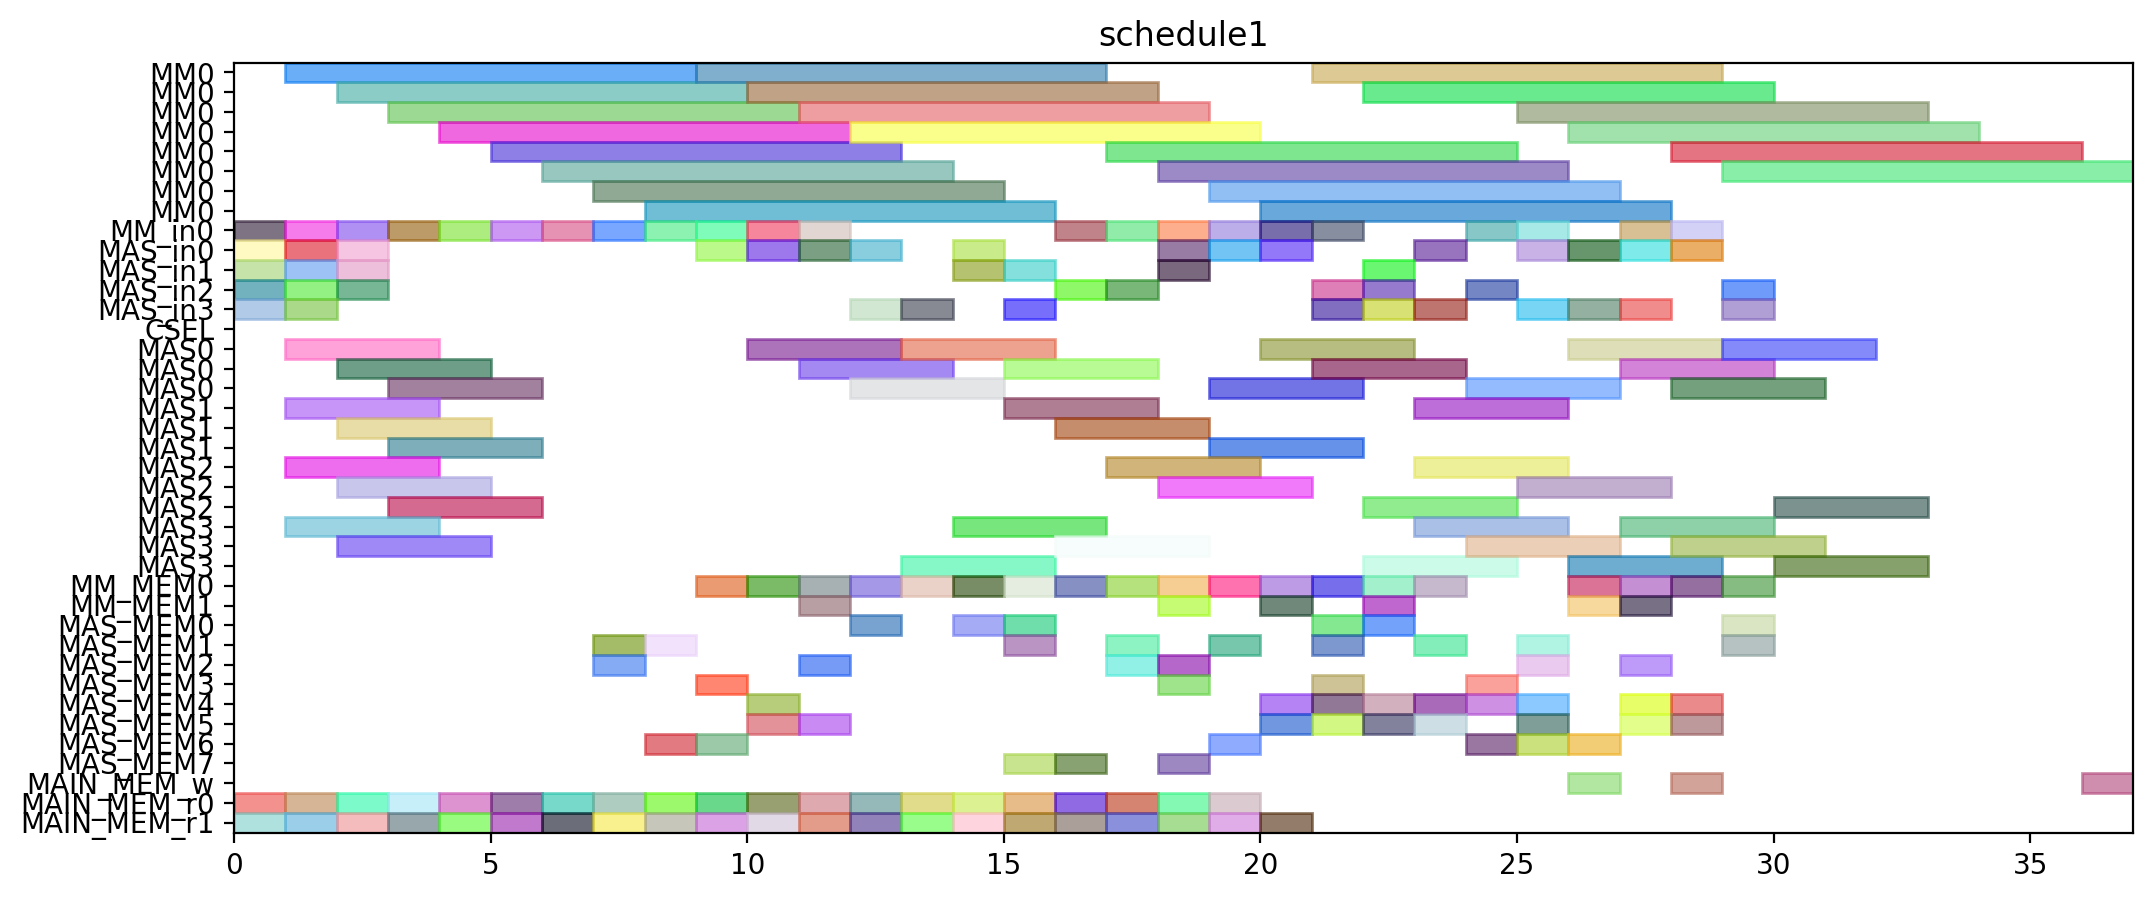 schedule1
MM0
MM0
MM0
MM0
MM0
MM0
MM0
MM0
MM_in0
MAS_in0
MAS_in1
MAS_in2
MAS_in3
CSEL
MAS0
MAS0
MAS0
MAS1
MAS1
MAS1
MAS2
MAS2
MAS2
MAS3
MAS3
MAS3
MM_MEM0
MM_MEM1
MAS_MEM0
MAS_MEM1
MAS_MEM2
MAS_MEM3
MAS_MEM4
MAS_MEM5
MAS_MEM6
MAS_MEM7
MAIN_MEM_w
MAIN_MEM_r0
MAIN_MEM_r1
0 5 10 15 20 25 30 35